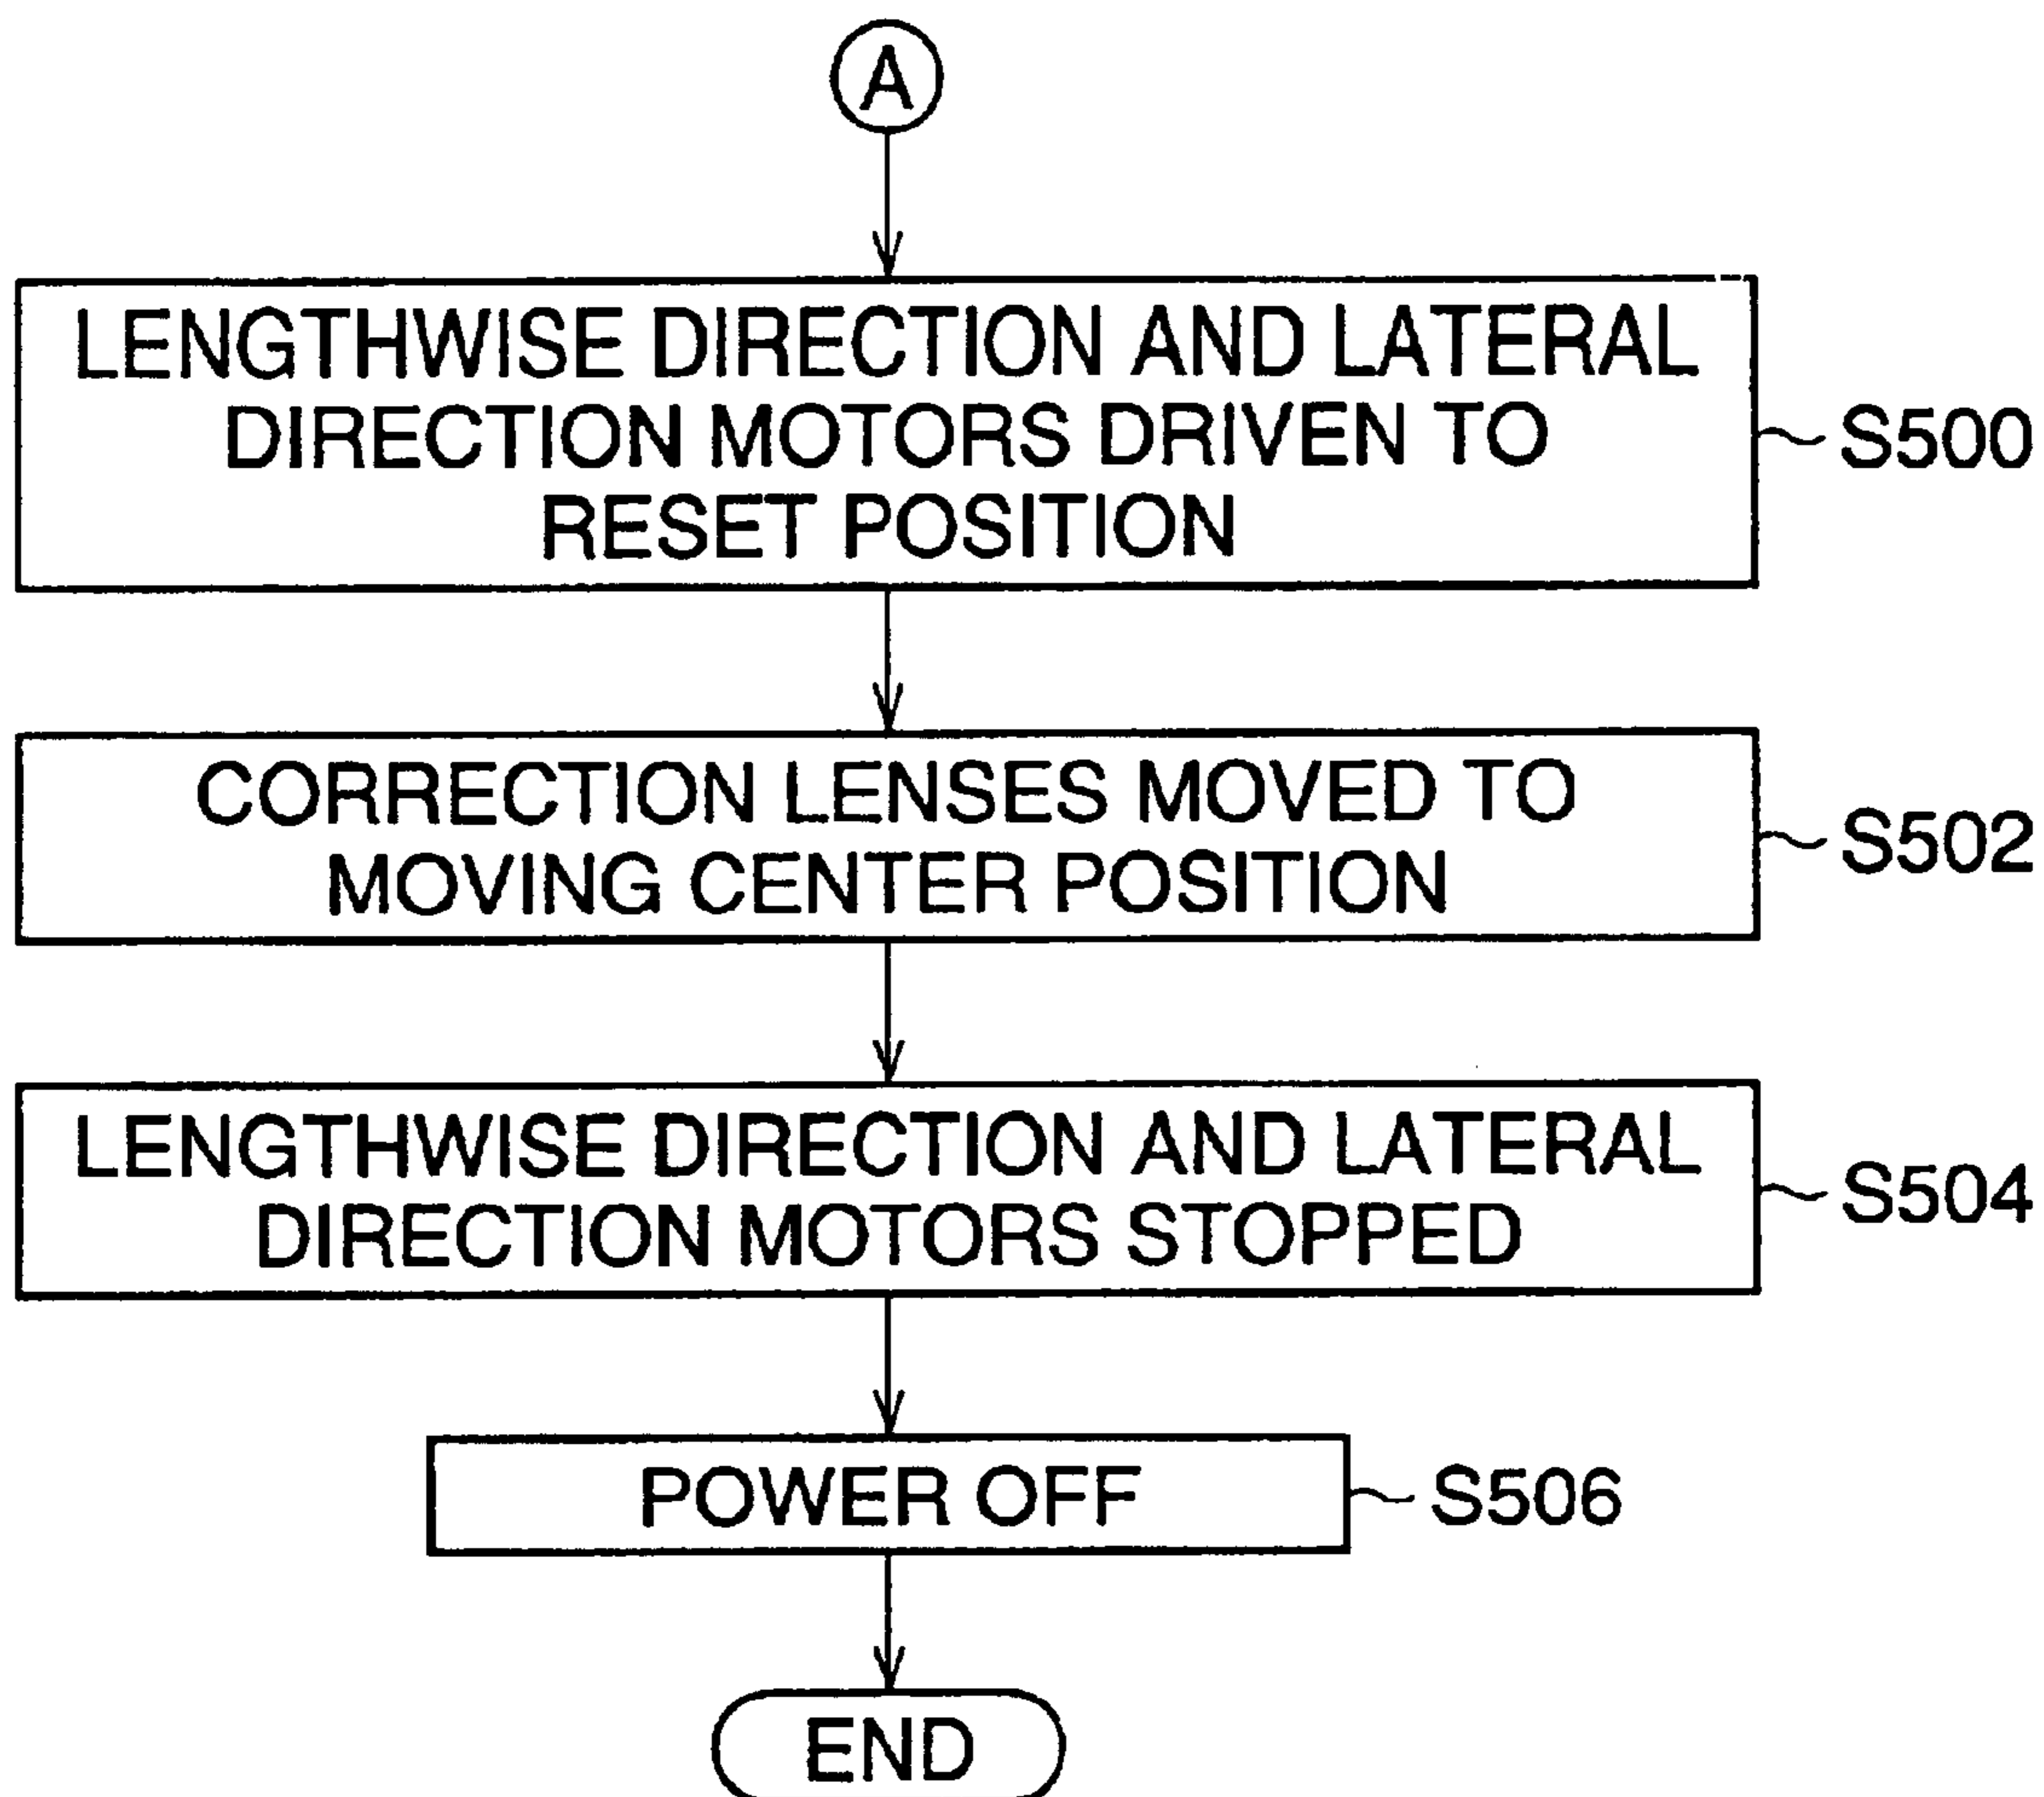 A
LENGTHWISE DIRECTION AND LATERAL
DIRECTION MOTORS DRIVEN TO
RESET POSITION
S500
CORRECTION LENSES MOVED TO
MOVING CENTER POSITION
S502
LENGTHWISE DIRECTION AND LATERAL
DIRECTION MOTORS STOPPED
S504
POWER OFF
S506
END